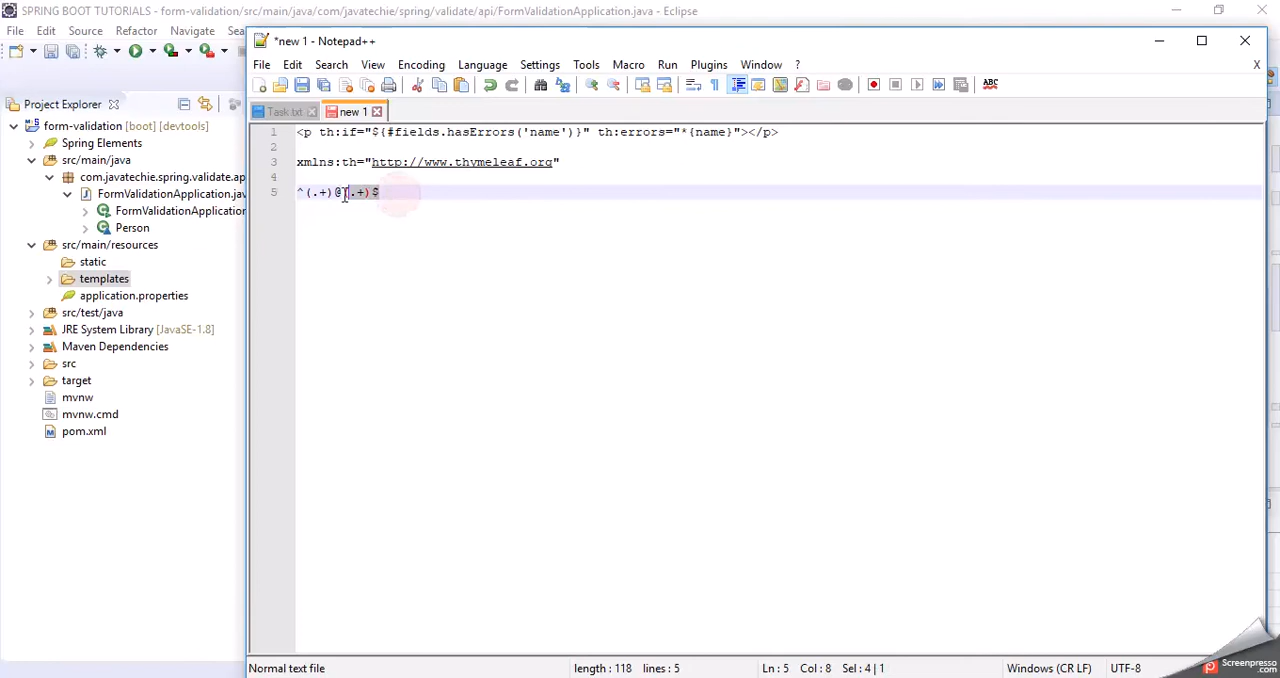 SPRING BOOT TUTORIALS - form-validation/src/main/java/com/javatechie/spring/validate/api/FormValidationApplication.java - Eclipse
File Edit Source Refactor Navigate Sea
*new 1 - Notepad++
File Edit Search View Encoding Language Settings Tools Macro Run Plugins Window ? X
ABC
Project Explorer
Task.txt new 1
form-validation [boot] [devtools]
Spring Elements
src/main/java
com.javatechie.spring.validate.ap
FormValidationApplication.jav
FormValidationApplication
Person
src/main/resources
static
templates
application.properties
src/test/java
JRE System Library [JavaSE-1.8]
Maven Dependencies
src
target
mvnw
mvnw.cmd
pom.xml
1 <p th:if="${#fields.hasErrors('name')}" th:errors="*{name}"></p>
2
3 xmlns:th="http://www.thymeleaf.org"
4
5 ^(.+)@(.+)$
Normal text file length : 118 lines : 5 Ln : 5 Col : 8 Sel : 4 | 1 Windows (CR LF) UTF-8
Screenpresso
.com